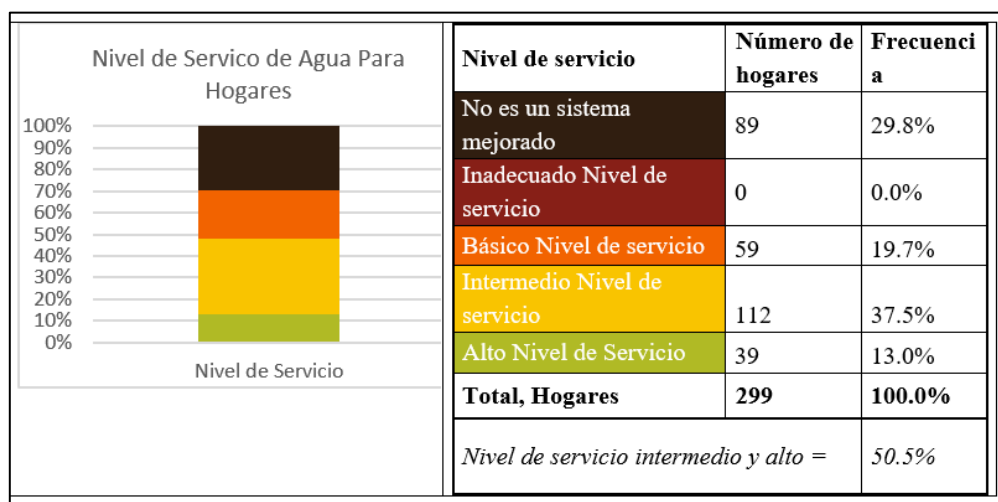 Nivel de Servico de Agua Para
Hogares
100%
90%
80%
70%
60%
50%
40%
30%
20%
10%
0%
Nivel de Servicio
Nivel de servicio
Número de
hogares
Frecuenci
a
No es un sistema
mejorado
89
29.8%
Inadecuado Nivel de
servicio
0
0.0%
Básico Nivel de servicio
59
19.7%
Intermedio Nivel de
servicio
112
37.5%
Alto Nivel de Servicio
39
13.0%
Total, Hogares
299
100.0%
Nivel de servicio intermedio y alto =
50.5%